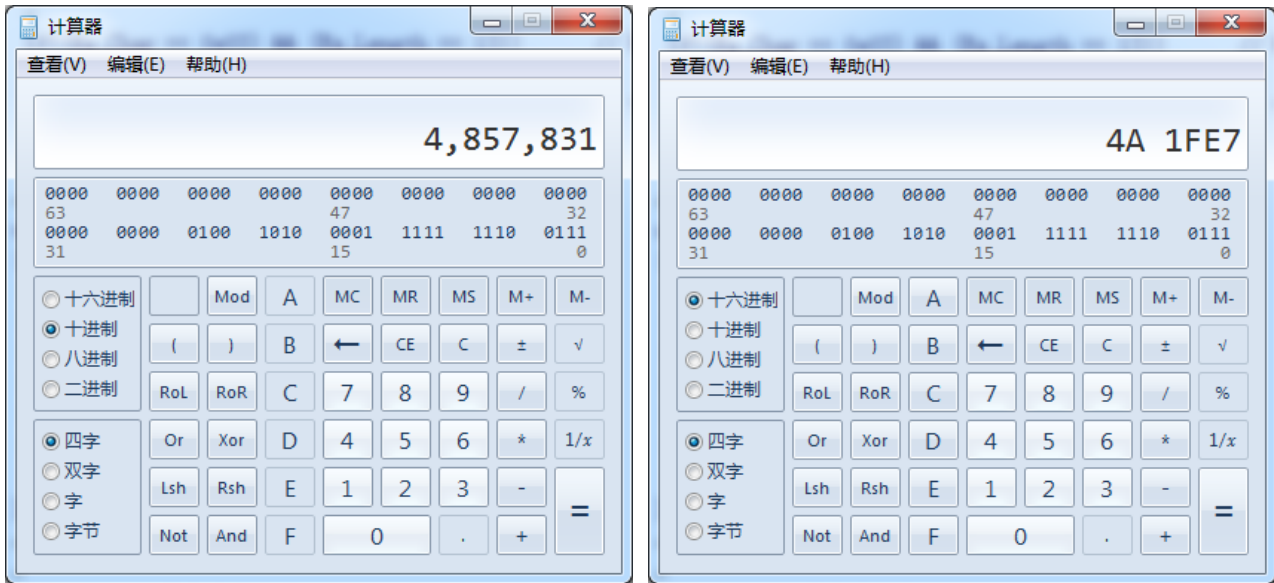 计算器
查看(V) 编辑(E) 帮助(H)
4,857,831
0000 0000 0000 0000 0000 0000 0000 0000
63 47 32
0000 0000 0100 1010 0001 1111 1110 0111
31 15 0
十六进制 Mod A MC MR MS M+ M-
十进制
( ) B ← CE C ± √
八进制
二进制 RoL RoR C 7 8 9 / %
四字 Or Xor D 4 5 6 * 1/x
双字
Lsh Rsh E 1 2 3 - =
字
字节 Not And F 0 . +
计算器
查看(V) 编辑(E) 帮助(H)
4A 1FE7
0000 0000 0000 0000 0000 0000 0000 0000
63 47 32
0000 0000 0100 1010 0001 1111 1110 0111
31 15 0
十六进制 Mod A MC MR MS M+ M-
十进制
( ) B ← CE C ± √
八进制
二进制 RoL RoR C 7 8 9 / %
四字 Or Xor D 4 5 6 * 1/x
双字
Lsh Rsh E 1 2 3 - =
字
字节 Not And F 0 . +